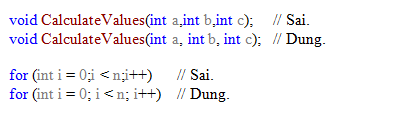 void CalculateValues(int a,int b,int c);    // Sai.
void CalculateValues(int a, int b, int c);  // Dung.
for (int i = 0;i < n;i++)    // Sai.
for (int i = 0; i < n; i++)  // Dung.